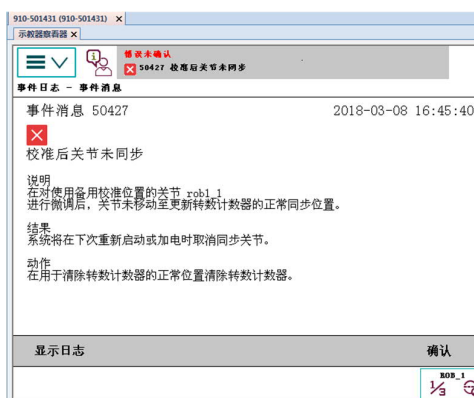 910-501431 (910-501431) ×
示教器察看器 ×
错误未确认
50427 校准后关节未同步
事件日志 - 事件消息
事件消息 50427 2018-03-08 16:45:40
校准后关节未同步
说明
在对使用备用校准位置的关节 rob1_1
进行微调后，关节未移动至更新转数计数器的正常同步位置。
结果
系统将在下次重新启动或加电时取消同步关节。
动作
在用于清除转数计数器的正常位置清除转数计数器。
显示日志 确认
ROB_1
1/3